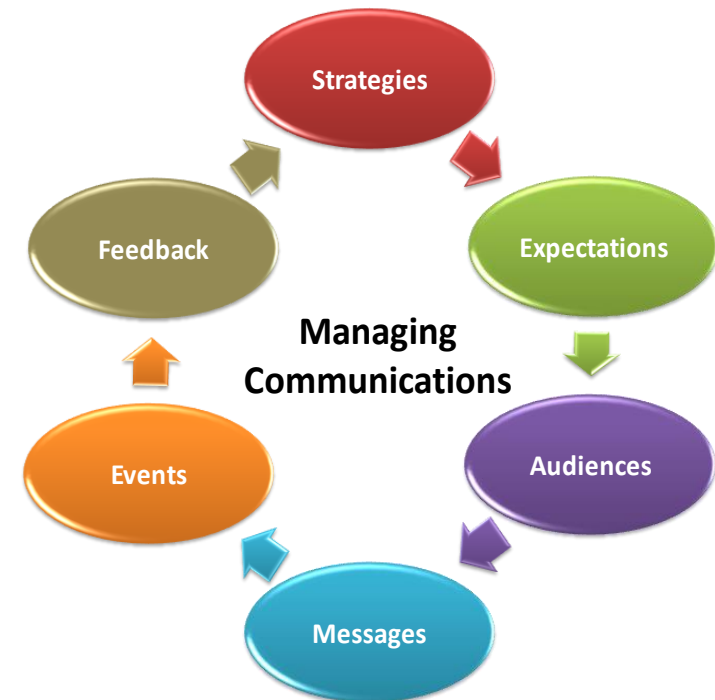 Strategies
Expectations
Audiences
Messages
Events
Feedback
Managing
Communications